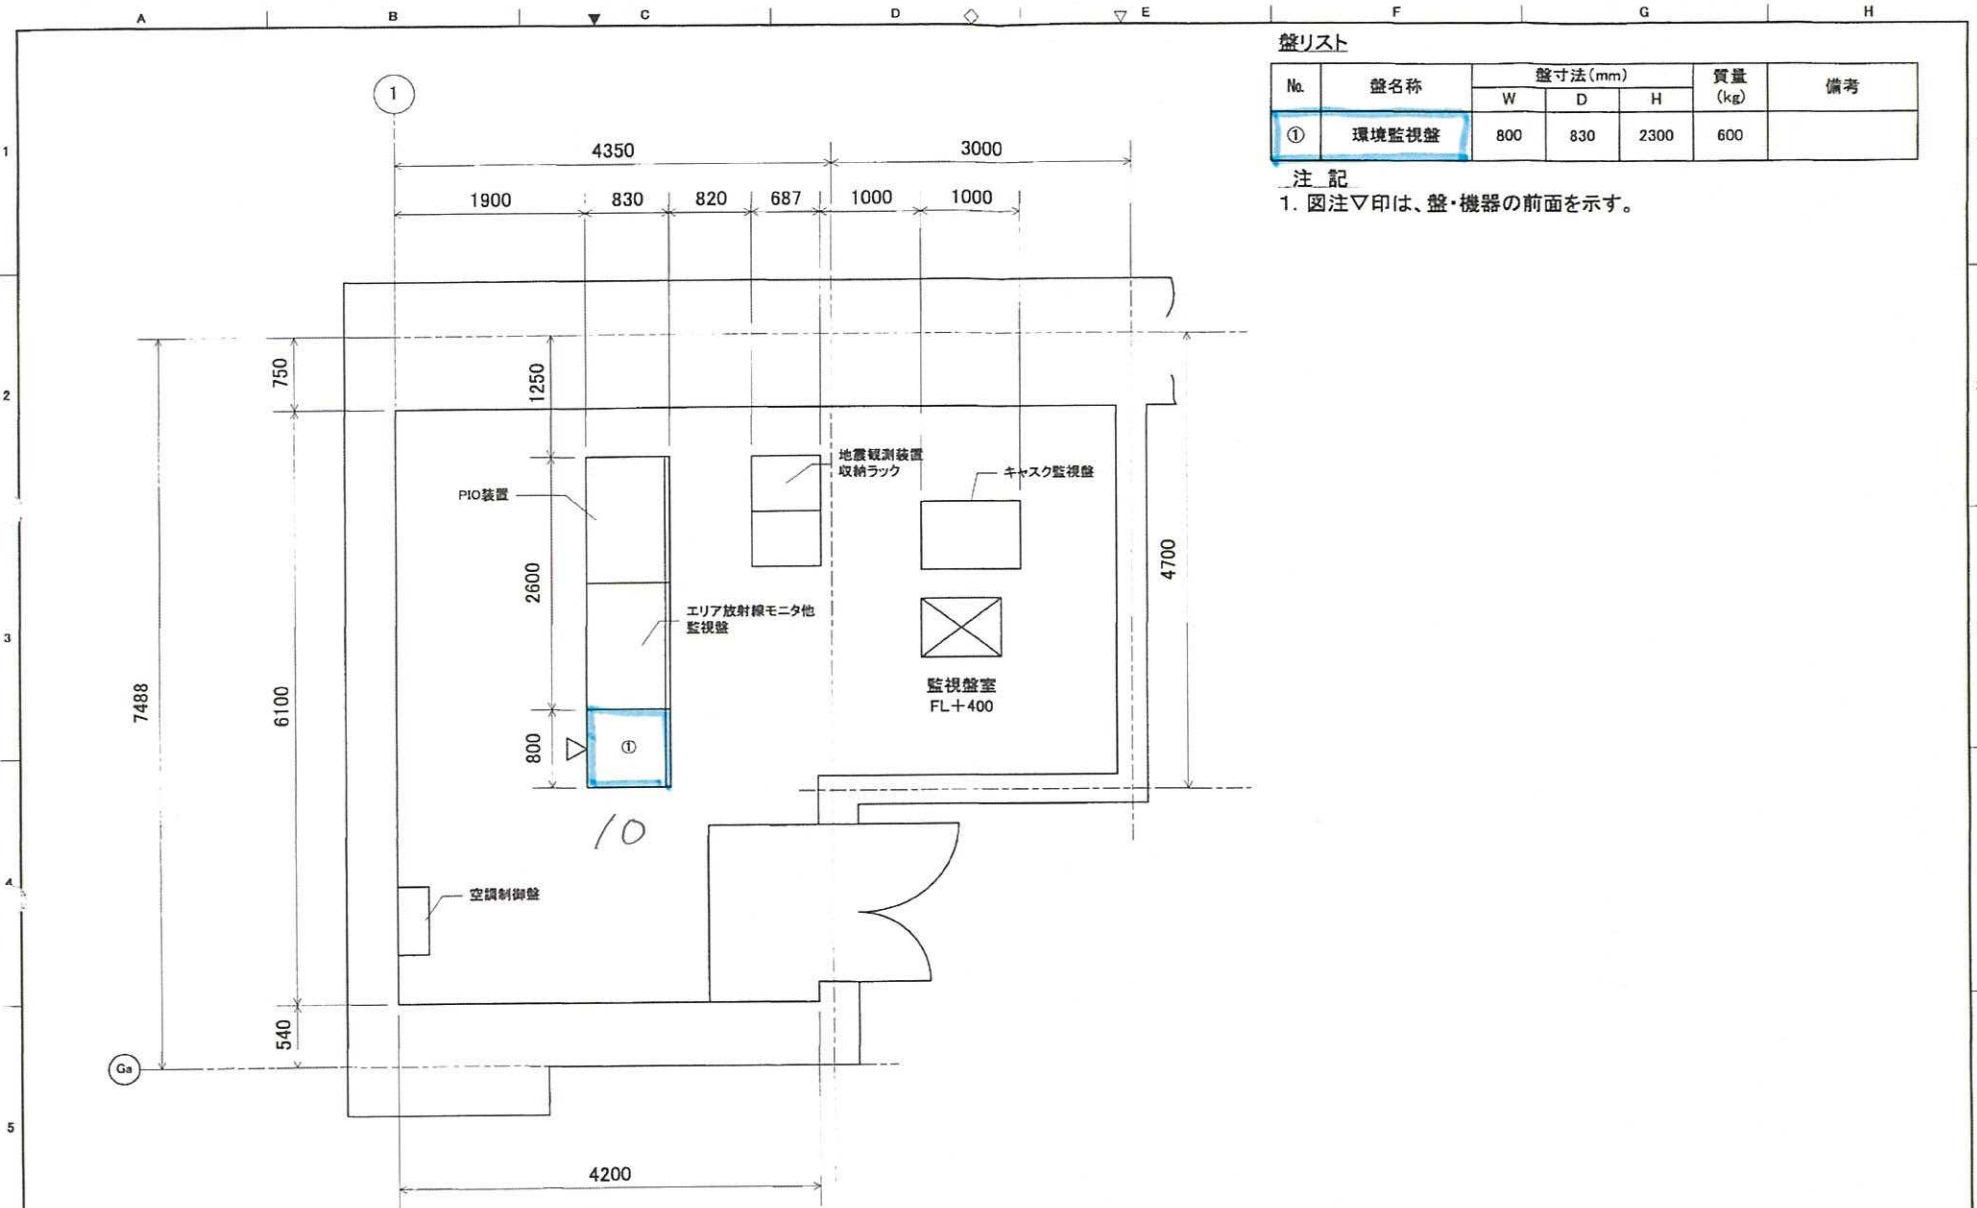 A B C D E F G H
盤リスト
No. 盤名称 盤寸法(mm) 質量(kg) 備考
W D H
① 環境監視盤 800 830 2300 600
注 記
1. 図注▽印は、盤・機器の前面を示す。
1
1
4350 3000
1900 830 820 687 1000 1000
2
750
1250
地震観測装置
収納ラック
キャスク監視盤
PIO装置
4700
2600
エリア放射線モニタ他
監視盤
3
7488
6100
監視盤室
FL+400
800
①
10
4
空調制御盤
540
Ga
5
4200